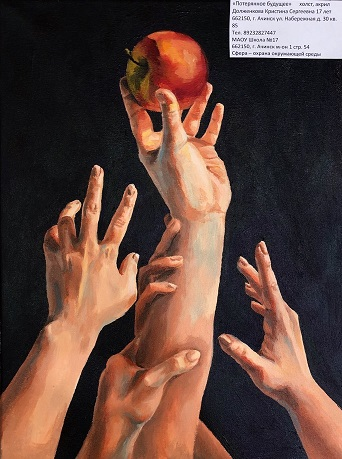 «Потерянное будущее» холст, акрил
Долженкова Кристина Сергеевна 17 лет
662150, г. Ачинск ул. Набережная д. 30 кв.
85
Тел. 89232827447
МАОУ Школа №17
662150, г. Ачинск м-он 1 стр. 54
Сфера – охрана окружающей среды